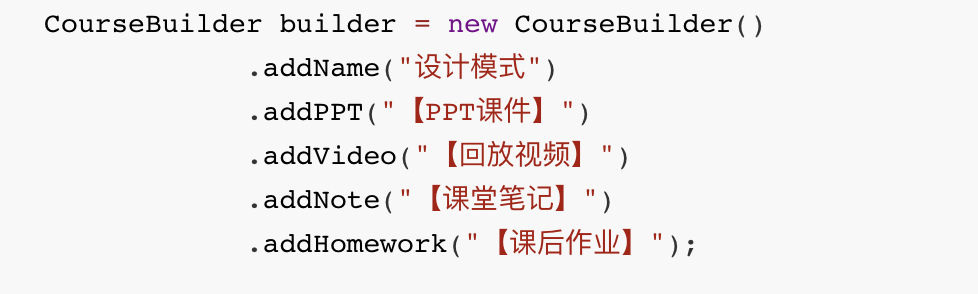 CourseBuilder builder = new CourseBuilder()
.addName("设计模式")
.addPPT("【PPT课件】")
.addVideo("【回放视频】")
.addNote("【课堂笔记】")
.addHomework("【课后作业】");